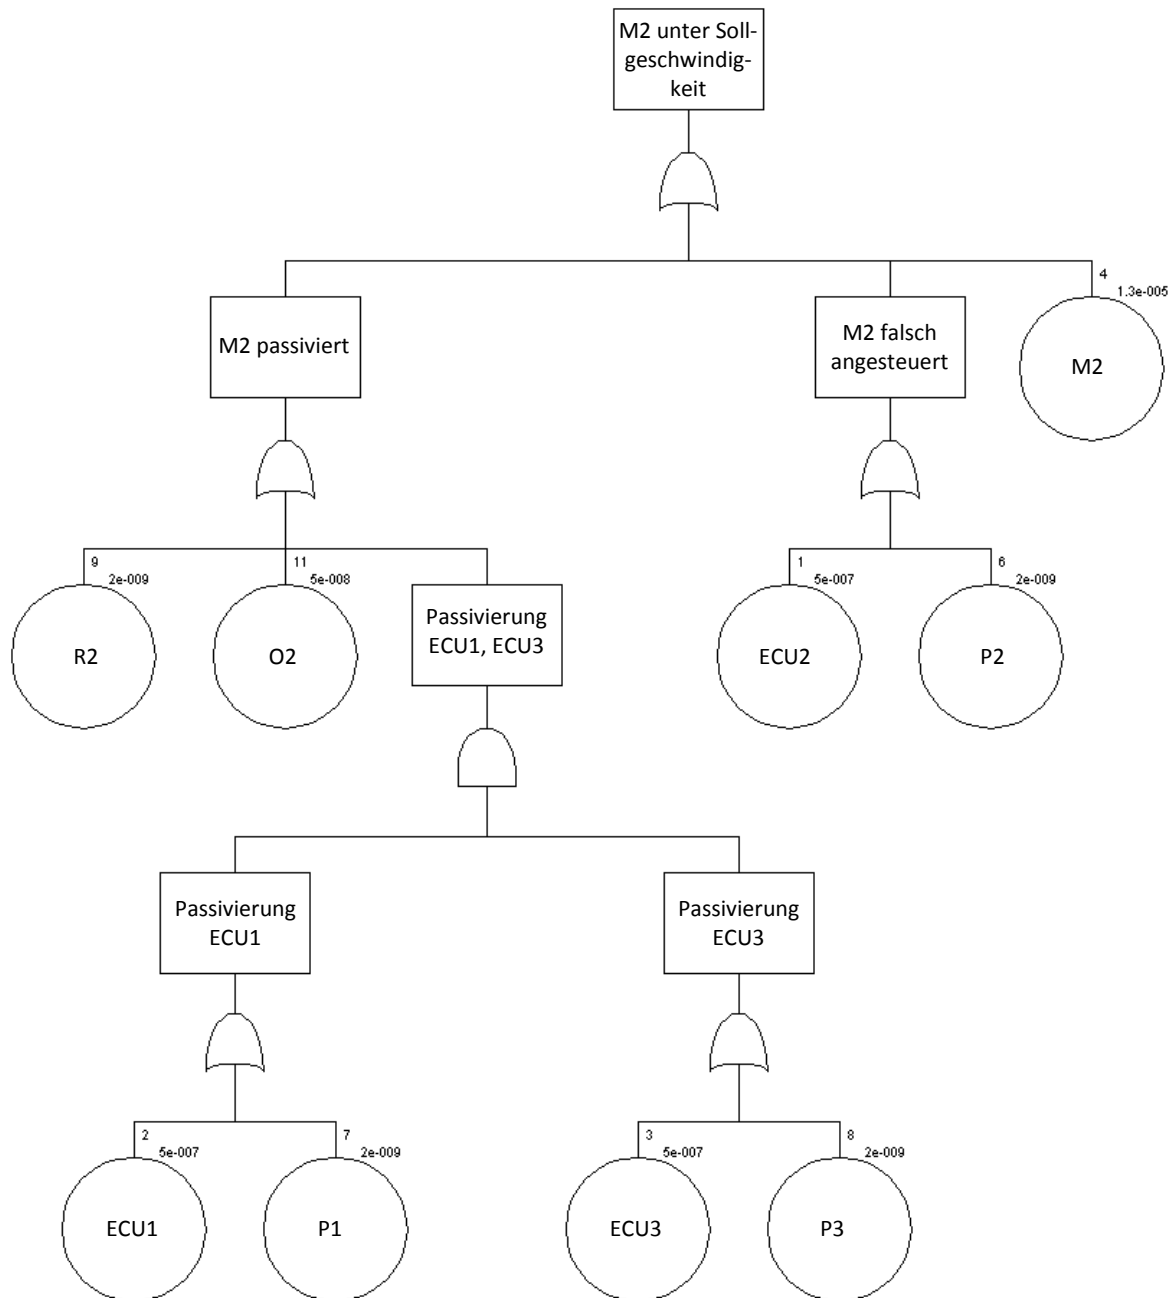 M2 unter Soll-
geschwindig-
keit
4
1.3e-005
M2 passiviert
M2 falsch
angesteuert
M2
9
2e-009
11
5e-008
1
5e-007
6
2e-009
R2
O2
Passivierung
ECU1, ECU3
ECU2
P2
Passivierung
ECU1
Passivierung
ECU3
2
5e-007
7
2e-009
3
5e-007
8
2e-009
ECU1
P1
ECU3
P3